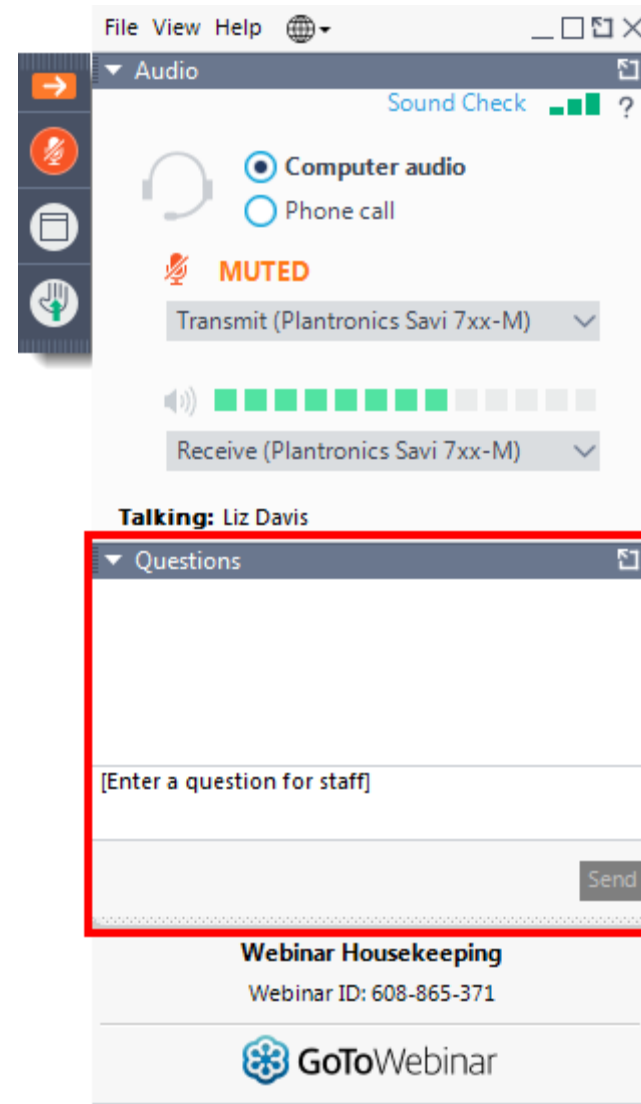 File View Help
Audio
Sound Check ?
Computer audio
Phone call
MUTED
Transmit (Plantronics Savi 7xx-M)
Receive (Plantronics Savi 7xx-M)
Talking: Liz Davis
Questions
[Enter a question for staff]
Send
Webinar Housekeeping
Webinar ID: 608-865-371
GoToWebinar